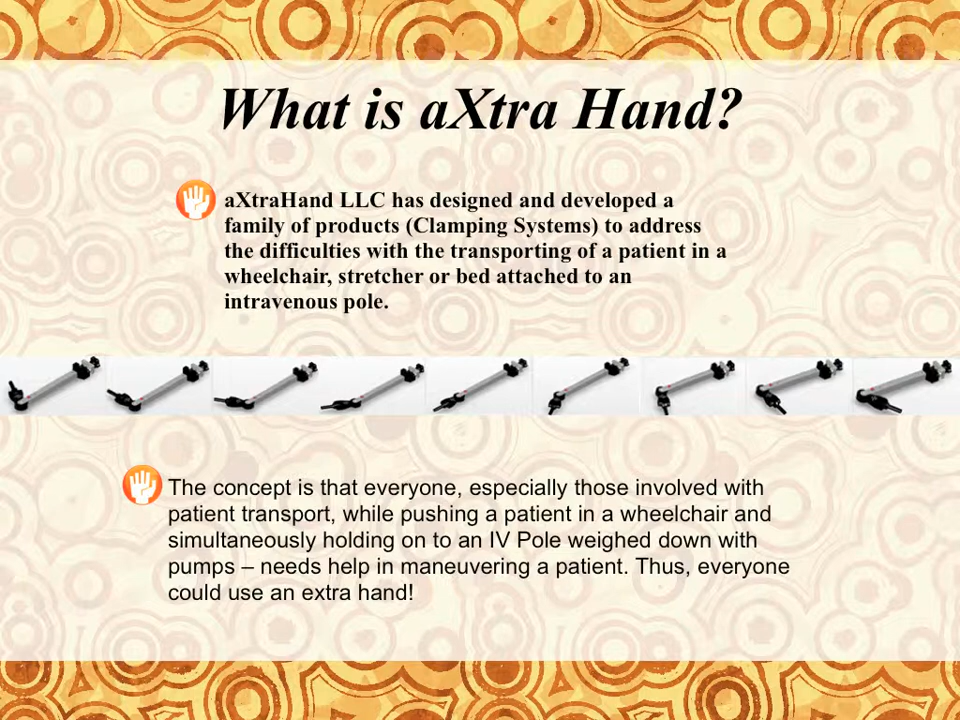 What is aXtra Hand?
aXtraHand LLC has designed and developed a
family of products (Clamping Systems) to address
the difficulties with the transporting of a patient in a
wheelchair, stretcher or bed attached to an
intravenous pole.
The concept is that everyone, especially those involved with
patient transport, while pushing a patient in a wheelchair and
simultaneously holding on to an IV Pole weighed down with
pumps – needs help in maneuvering a patient. Thus, everyone
could use an extra hand!